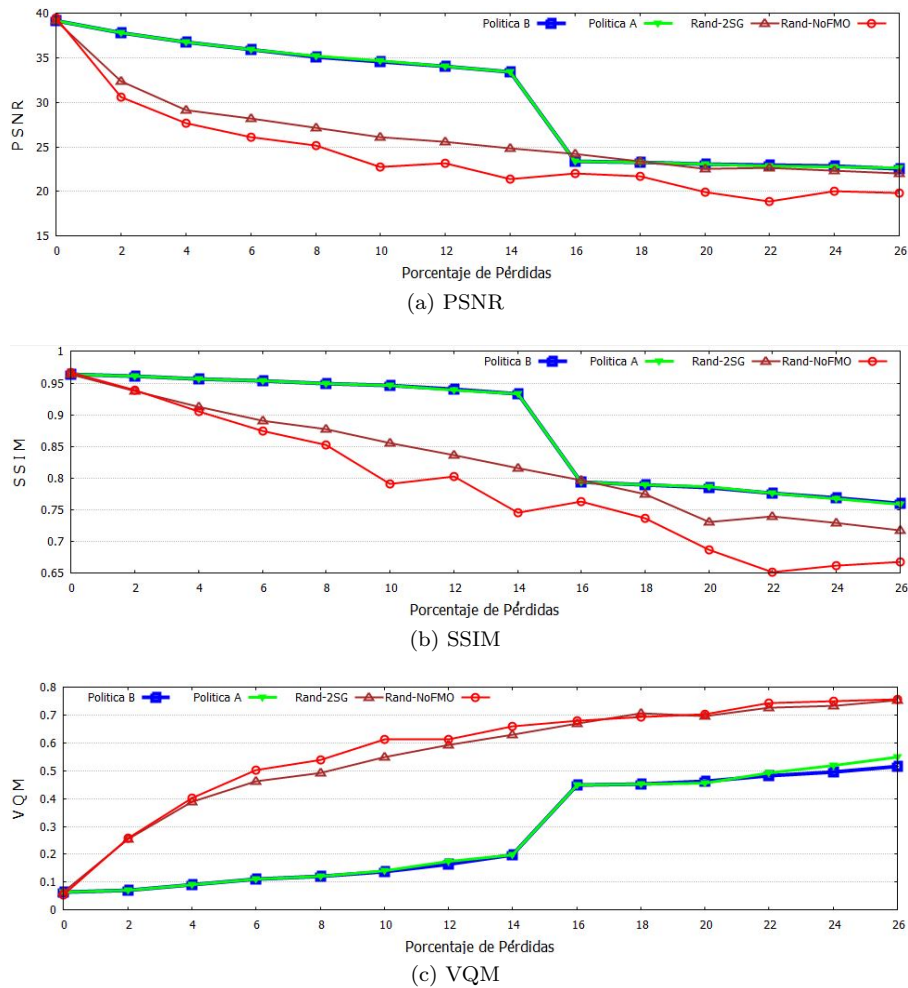 Politica B Politica A Rand-2SG Rand-NoFMO
40
35
30
25
20
15
PSNR
0 2 4 6 8 10 12 14 16 18 20 22 24 26
Porcentaje de Pérdidas
(a) PSNR
Politica B Politica A Rand-2SG Rand-NoFMO
1
0.95
0.9
0.85
0.8
0.75
0.7
0.65
SSIM
0 2 4 6 8 10 12 14 16 18 20 22 24 26
Porcentaje de Pérdidas
(b) SSIM
Politica B Politica A Rand-2SG Rand-NoFMO
0.8
0.7
0.6
0.5
0.4
0.3
0.2
0.1
0
VQM
0 2 4 6 8 10 12 14 16 18 20 22 24 26
Porcentaje de Pérdidas
(c) VQM